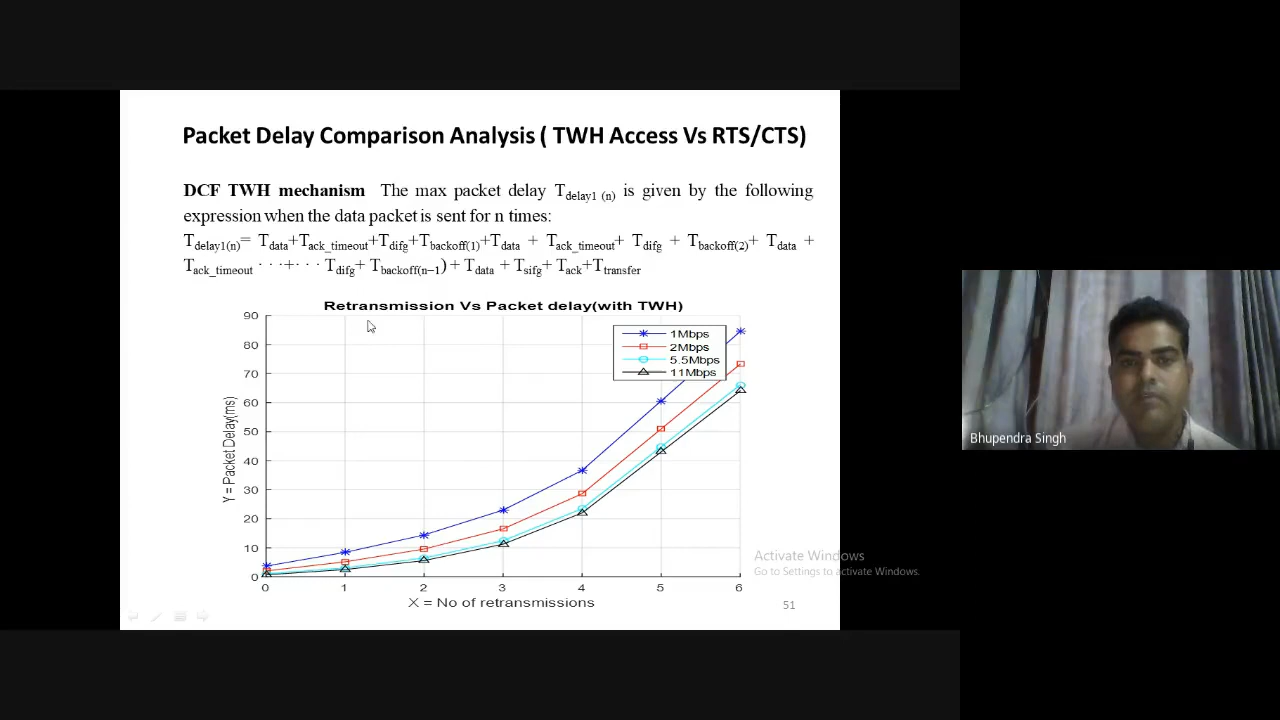 Packet Delay Comparison Analysis ( TWH Access Vs RTS/CTS)
DCF TWH mechanism The max packet delay Tdelay1 (n) is given by the following
expression when the data packet is sent for n times:
Tdelay1(n)= Tdata+Tack_timeout+Tdifg+Tbackoff(1)+Tdata + Tack_timeout+ Tdifg + Tbackoff(2)+ Tdata +
Tack_timeout · · ·+· · · Tdifg+ Tbackoff(n−1) + Tdata + Tsifg+ Tack+Ttransfer
Retransmission Vs Packet delay(with TWH)
90
80
70
60
50
40
30
20
10
0
Y = Packet Delay(ms)
1Mbps
2Mbps
5.5Mbps
11Mbps
0 1 2 3 4 5 6
X = No of retransmissions
51
Activate Windows
Go to Settings to activate Windows.
Bhupendra Singh